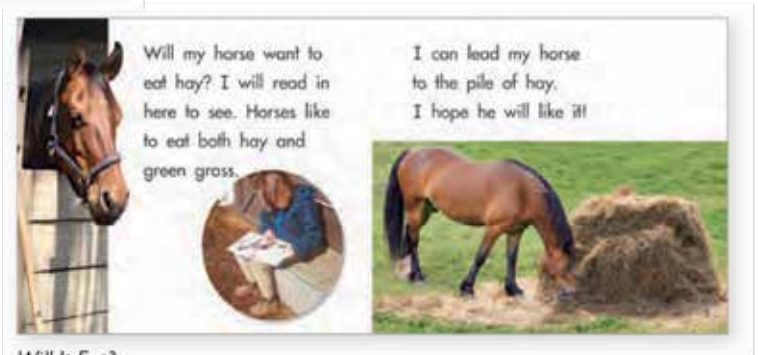 Will my horse want to
eat hay? I will read in
here to see. Horses like
to eat both hay and
green grass.
I can lead my horse
to the pile of hay.
I hope he will like it!